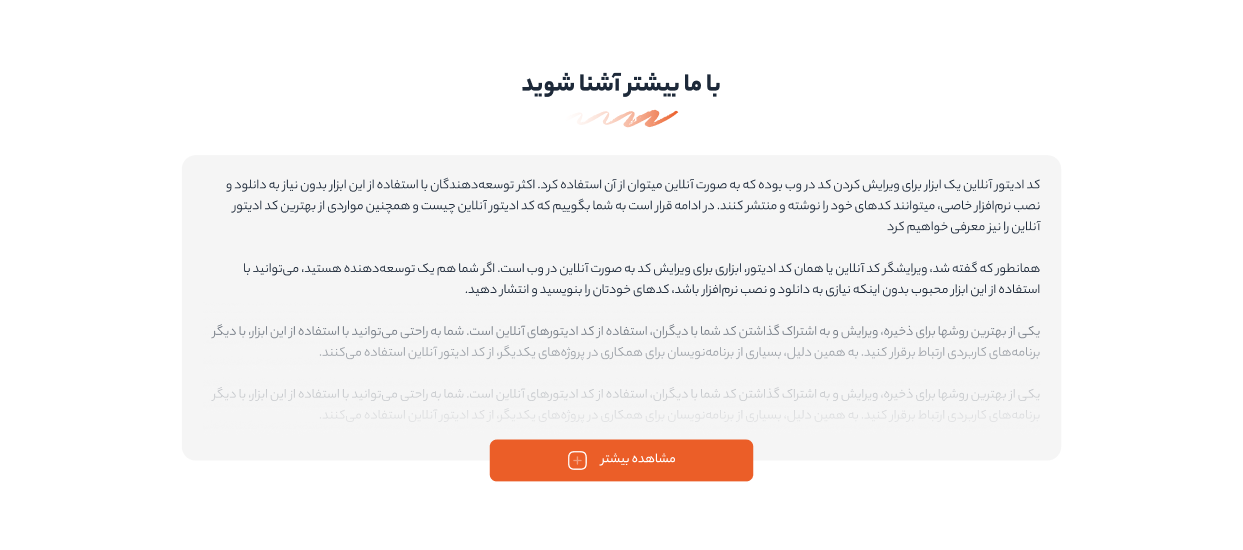 با ما بیشتر آشنا شوید
کد ادیتور آنلاین یک ابزار برای ویرایش کردن کد در وب بوده که به صورت آنلاین میتوان از آن استفاده کرد. اکثر توسعه‌دهندگان با استفاده از این ابزار بدون نیاز به دانلود و
نصب نرم‌افزار خاصی، میتوانند کدهای خود را نوشته و منتشر کنند. در ادامه قرار است به شما بگوییم که کد ادیتور آنلاین چیست و همچنین مواردی از بهترین کد ادیتور
آنلاین را نیز معرفی خواهیم کرد
همانطور که گفته شد، ویرایشگر کد آنلاین یا همان کد ادیتور، ابزاری برای ویرایش کد به صورت آنلاین در وب است. اگر شما هم یک توسعه‌دهنده هستید، می‌توانید با
استفاده از این ابزار محبوب بدون اینکه نیازی به دانلود و نصب نرم‌افزار باشد، کدهای خودتان را بنویسید و انتشار دهید.
یکی از بهترین روشها برای ذخیره، ویرایش و به اشتراک گذاشتن کد شما با دیگران، استفاده از کد ادیتورهای آنلاین است. شما به راحتی می‌توانید با استفاده از این ابزار، با دیگر
برنامه‌های کاربردی ارتباط برقرار کنید. به همین دلیل، بسیاری از برنامه‌نویسان برای همکاری در پروژه‌های یکدیگر، از کد ادیتور آنلاین استفاده می‌کنند.
یکی از بهترین روشها برای ذخیره، ویرایش و به اشتراک گذاشتن کد شما با دیگران، استفاده از کد ادیتورهای آنلاین است. شما به راحتی می‌توانید با استفاده از این ابزار، با دیگر
برنامه‌های کاربردی ارتباط برقرار کنید. به همین دلیل، بسیاری از برنامه‌نویسان برای همکاری در پروژه‌های یکدیگر، از کد ادیتور آنلاین استفاده می‌کنند.
مشاهده بیشتر